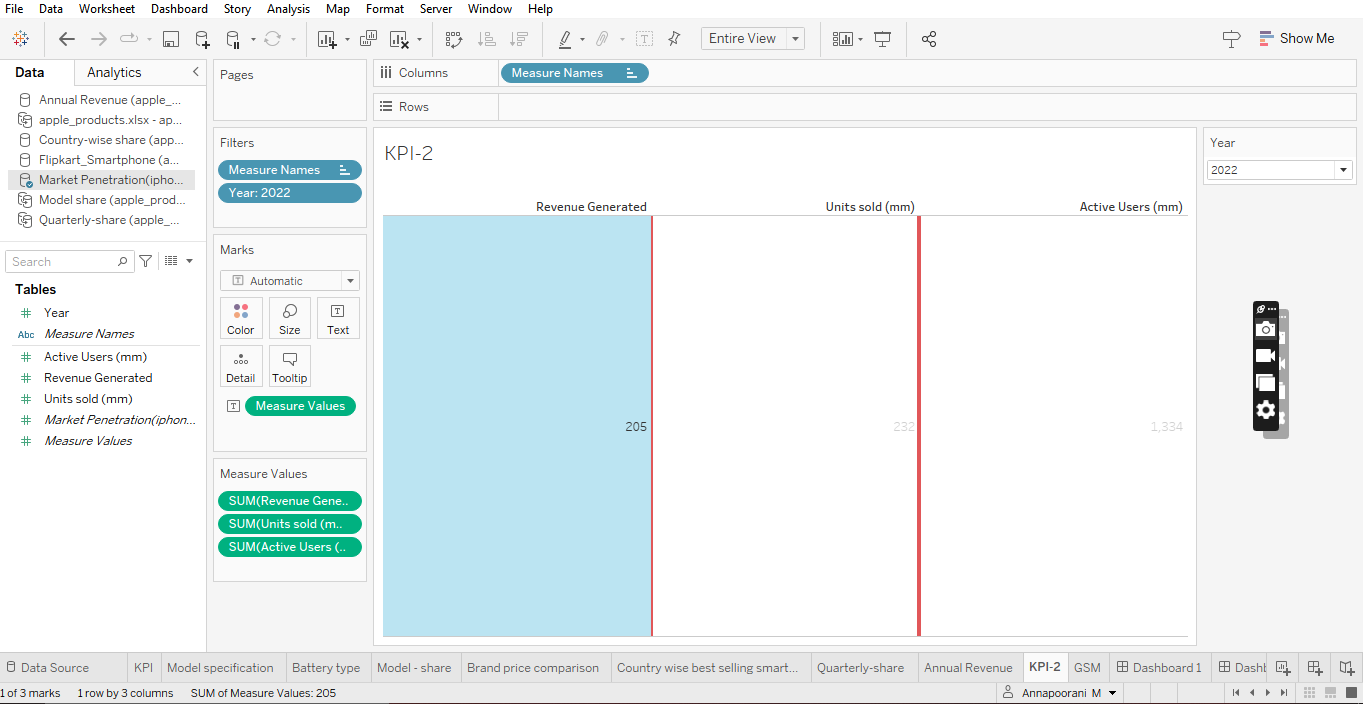 File Data Worksheet Dashboard Story Analysis Map Format Server Window Help
Entire View
Show Me
Data Analytics
Annual Revenue (apple_...
apple_products.xlsx - ap...
Country-wise share (app...
Flipkart_Smartphone (a...
Market Penetration(ipho...
Model share (apple_prod...
Quarterly-share (apple_...
Search
Tables
Year
Abc Measure Names
Active Users (mm)
Revenue Generated
Units sold (mm)
Market Penetration(iphon...
Measure Values
Pages
Filters
Measure Names
Year: 2022
Marks
T Automatic
Color Size Text
Detail Tooltip
T Measure Values
Measure Values
SUM(Revenue Gene..
SUM(Units sold (m..
SUM(Active Users (..
Columns Measure Names
Rows
KPI-2
Revenue Generated Units sold (mm) Active Users (mm)
205 232 1,334
Year
2022
Data Source KPI Model specification Battery type Model - share Brand price comparison Country wise best selling smart... Quarterly-share Annual Revenue KPI-2 GSM Dashboard 1 Dashb
1 of 3 marks 1 row by 3 columns SUM of Measure Values: 205 Annapoorani M